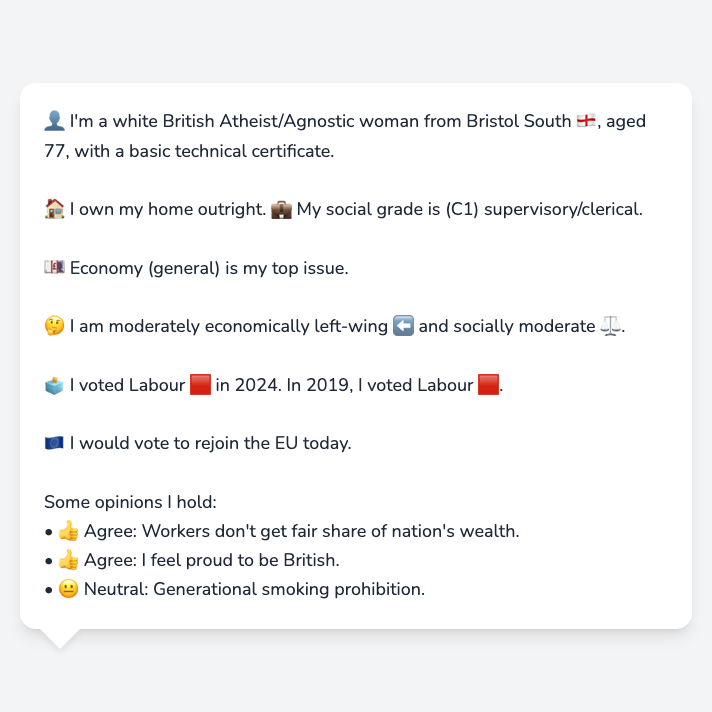 👤 I'm a white British Atheist/Agnostic woman from Bristol South 🏴󠁧󠁢󠁥󠁮󠁧󠁿, aged
77, with a basic technical certificate.
🏠 I own my home outright. 💼 My social grade is (C1) supervisory/clerical.
💷 Economy (general) is my top issue.
🤔 I am moderately economically left-wing ⬅️ and socially moderate ⚖️.
🗳️ I voted Labour 🟥 in 2024. In 2019, I voted Labour 🟥.
🇪🇺 I would vote to rejoin the EU today.
Some opinions I hold:
• 👍 Agree: Workers don't get fair share of nation's wealth.
• 👍 Agree: I feel proud to be British.
• 😐 Neutral: Generational smoking prohibition.